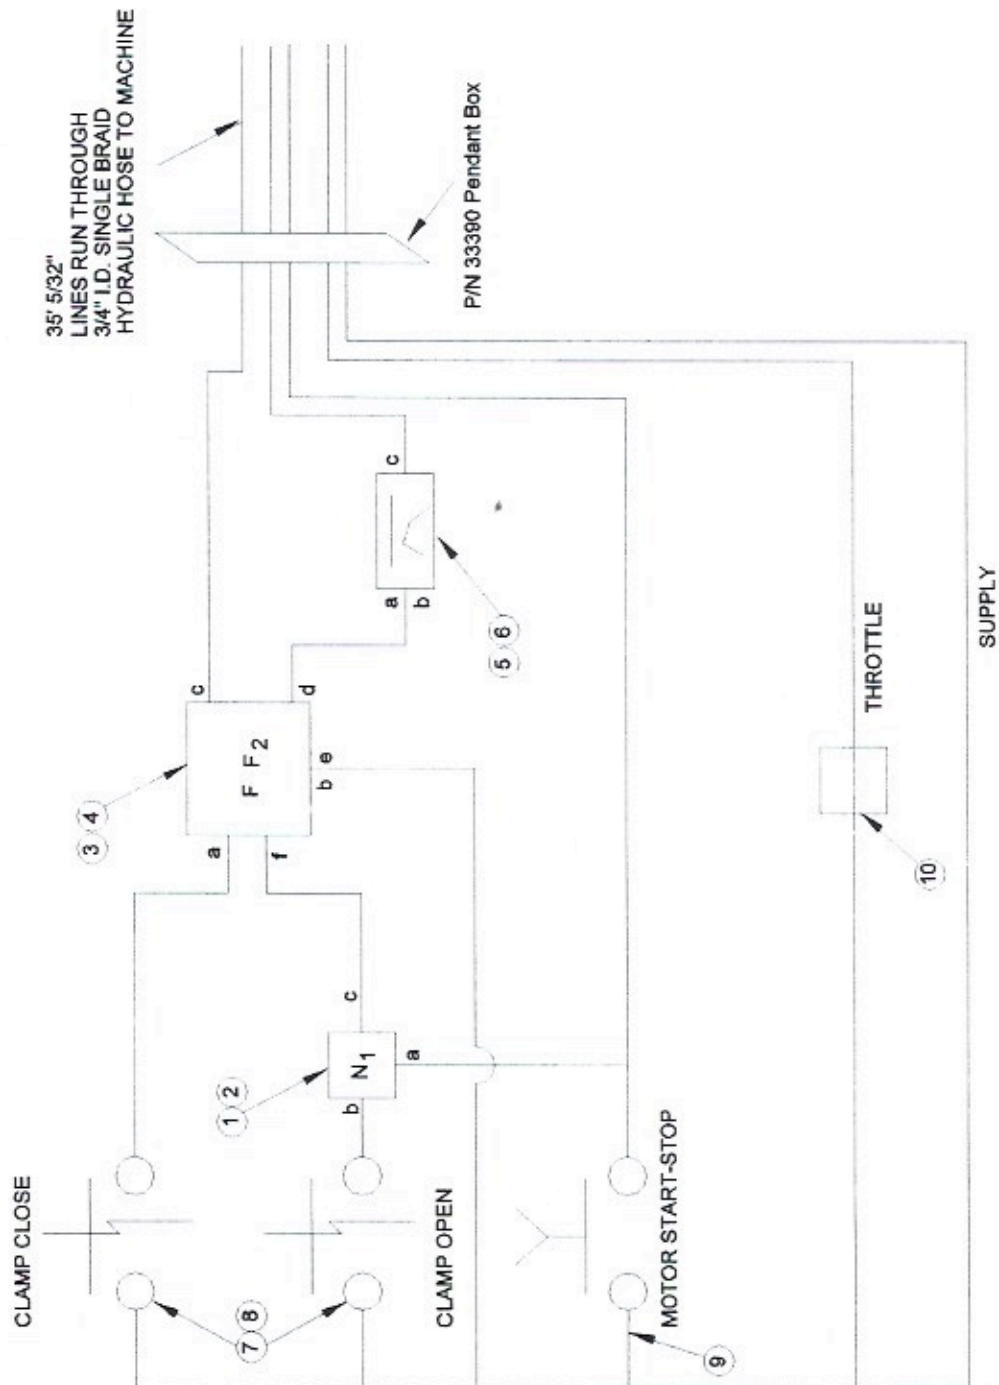 35' 5/32"
LINES RUN THROUGH
3/4" I.D. SINGLE BRAID
HYDRAULIC HOSE TO MACHINE
P/N 33390 Pendant Box
CLAMP CLOSE
7 8
CLAMP OPEN
1 2
b
N1
a
c
3 4
a
f
F F2
b e
c
d
5 6
a
b
c
MOTOR START-STOP
9
THROTTLE
10
SUPPLY